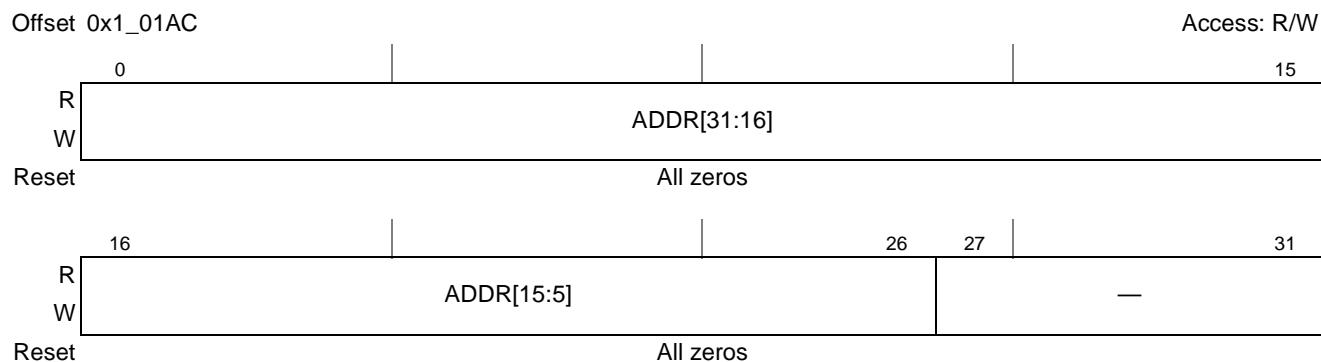 Offset 0x1_01AC Access: R/W
0 15
R
ADDR[31:16]
W
Reset All zeros
16 26 27 31
R
ADDR[15:5] —
W
Reset All zeros